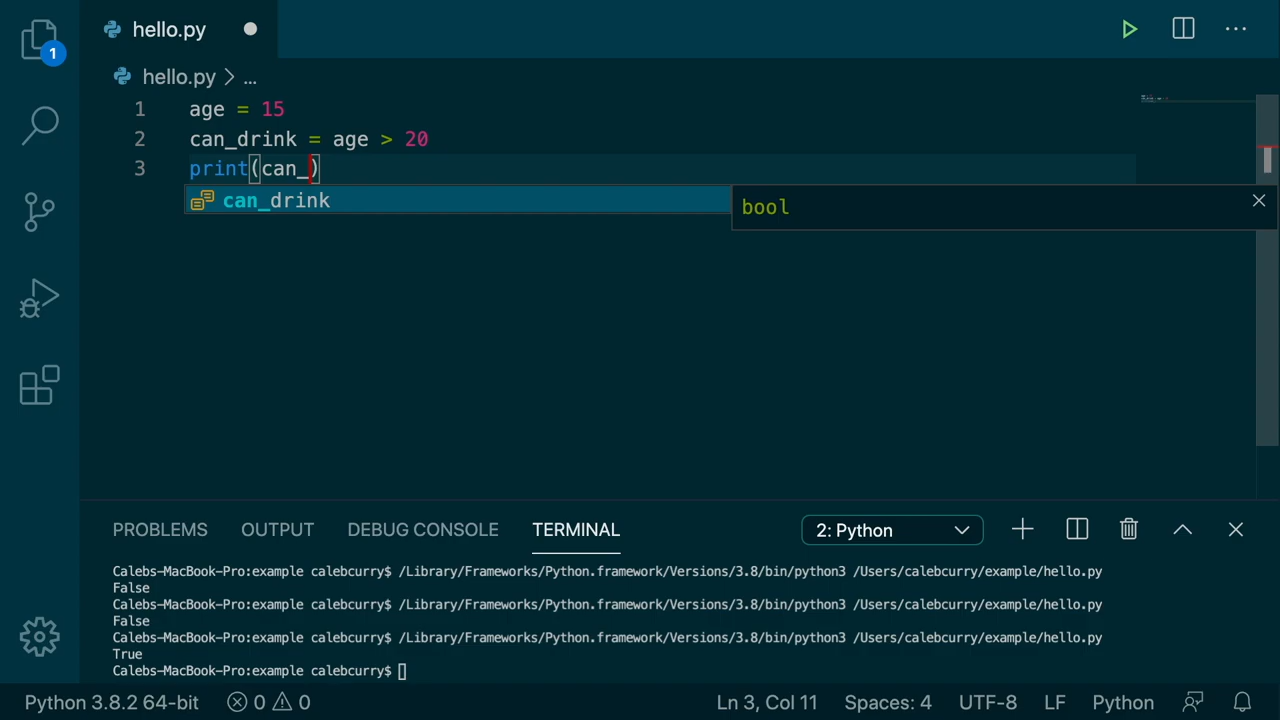 hello.py
1
hello.py > ...
1 age = 15
2 can_drink = age > 20
3 print(can_)
can_drink
bool
PROBLEMS OUTPUT DEBUG CONSOLE TERMINAL 2: Python
Calebs-MacBook-Pro:example calebcurry$ /Library/Frameworks/Python.framework/Versions/3.8/bin/python3 /Users/calebcurry/example/hello.py
False
Calebs-MacBook-Pro:example calebcurry$ /Library/Frameworks/Python.framework/Versions/3.8/bin/python3 /Users/calebcurry/example/hello.py
False
Calebs-MacBook-Pro:example calebcurry$ /Library/Frameworks/Python.framework/Versions/3.8/bin/python3 /Users/calebcurry/example/hello.py
True
Calebs-MacBook-Pro:example calebcurry$
Python 3.8.2 64-bit 0 0 Ln 3, Col 11 Spaces: 4 UTF-8 LF Python